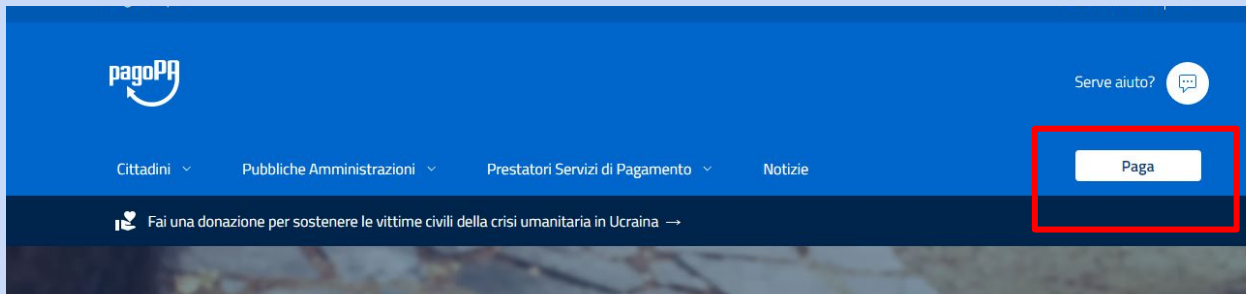 pagoPA
Serve aiuto?
Cittadini
Pubbliche Amministrazioni
Prestatori Servizi di Pagamento
Notizie
Paga
Fai una donazione per sostenere le vittime civili della crisi umanitaria in Ucraina →